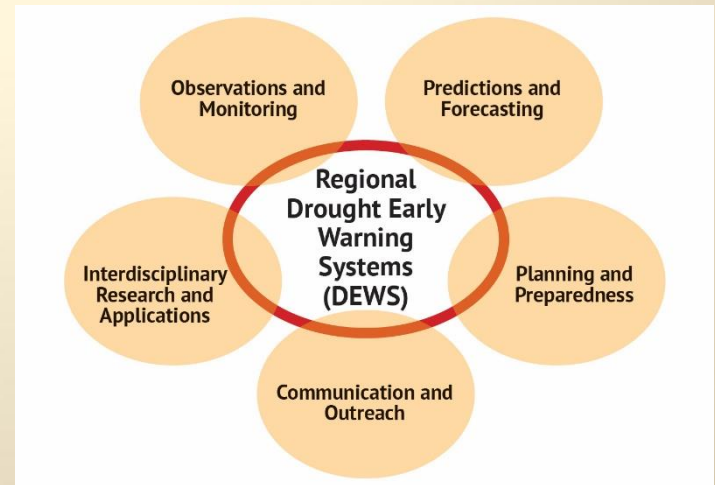 Observations and
Monitoring
Predictions and
Forecasting
Regional
Drought Early
Warning
Systems
(DEWS)
Interdisciplinary
Research and
Applications
Planning and
Preparedness
Communication and
Outreach